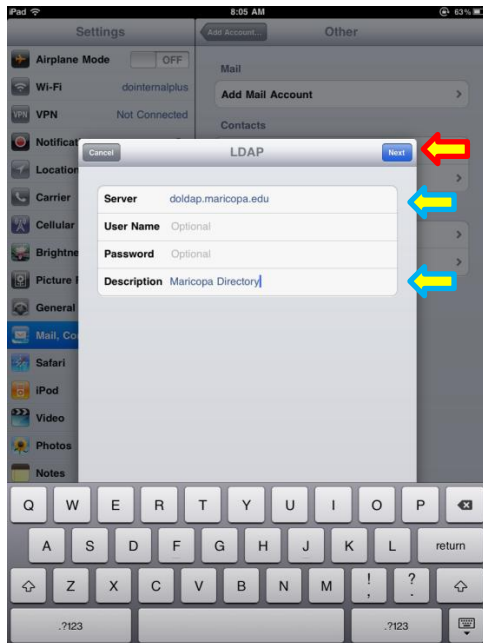 iPad 8:05 AM 63%
Settings Add Account... Other
Airplane Mode OFF
Mail
Wi-Fi dointernalplus
Add Mail Account
VPN VPN Not Connected
Contacts
Notificat
Cancel LDAP Next
Location
Server doldap.maricopa.edu
Carrier
User Name Optional
Cellular
Password Optional
Brightne
Description Maricopa Directory
Picture F
General
Mail, Co
Safari
iPod
Video
Photos
Notes
Q W E R T Y U I O P
A S D F G H J K L return
Z X C V B N M ! , ? .
.?123 .?123